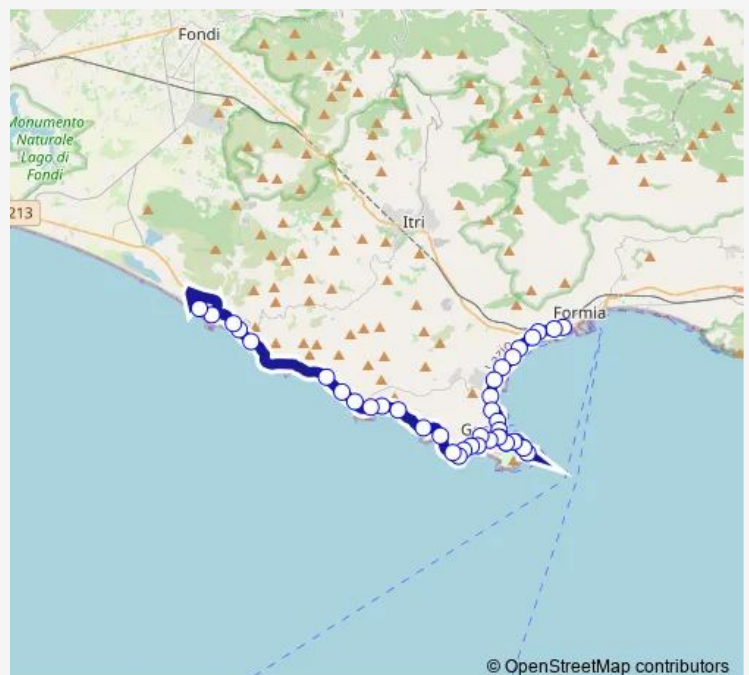 Fondi
Monumento
Naturale
Lago di
Fondi
213
Itri
Formia
G
© OpenStreetMap contributors